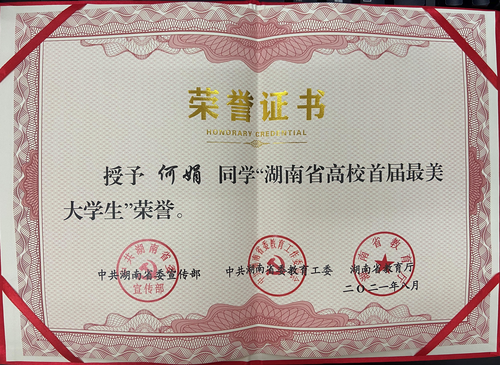 荣誉证书
HONORARY CREDENTIAL
授予 何娟 同学“湖南省高校首届最美
大学生”荣誉。
中共湖南省委宣传部 中共湖南省委教育工委 湖南省教育厅
二〇二一年八月